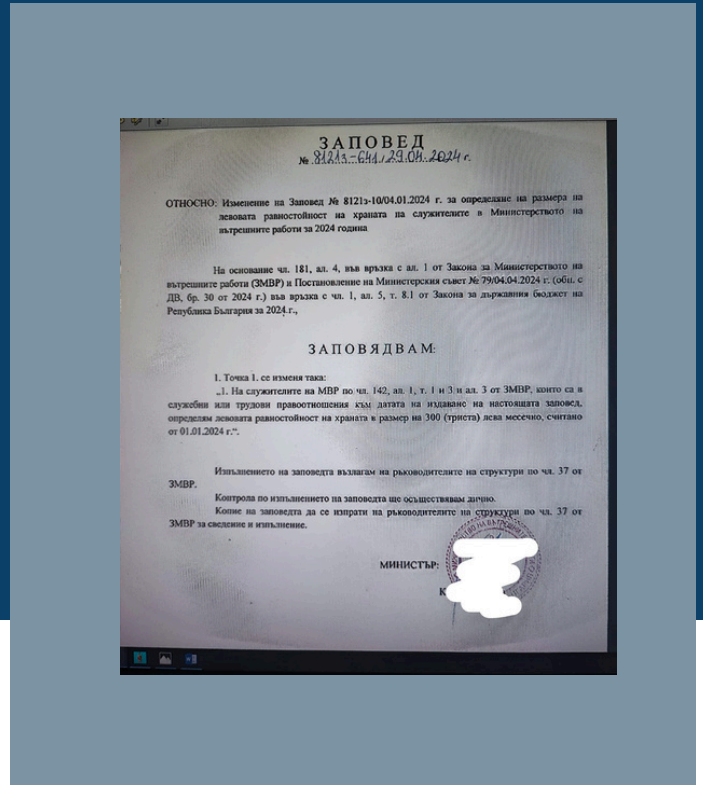 ЗАПОВЕД
№ 8121з-641, 29.04.2024 г.
ОТНОСНО: Изменение на Заповед № 8121з-10/04.01.2024 г. за определяне на размера на
левовата равностойност на храната на служителите в Министерството на
вътрешните работи за 2024 година
На основание чл. 181, ал. 4, във връзка с ал. 1 от Закона за Министерството на
вътрешните работи (ЗМВР) и Постановление на Министерския съвет № 79/04.04.2024 г. (обн. с
ДВ, бр. 30 от 2024 г.) във връзка с чл. 1, ал. 5, т. 8.1 от Закона за държавния бюджет на
Република България за 2024 г.,
ЗАПОВЯДВАМ:
1. Точка 1. се изменя така:
„1. На служителите на МВР по чл. 142, ал. 1, т. 1 и 3 и ал. 3 от ЗМВР, които са в
служебни или трудови правоотношения към датата на издаване на настоящата заповед,
определям левовата равностойност на храната в размер на 300 (триста) лева месечно, считано
от 01.01.2024 г.“.
Изпълнението на заповедта възлагам на ръководителите на структури по чл. 37 от
ЗМВР.
Контрола по изпълнението на заповедта ще осъществявам лично.
Копие на заповедта да се изпрати на ръководителите на структури по чл. 37 от
ЗМВР за сведение и изпълнение.
МИНИСТЪР:
К